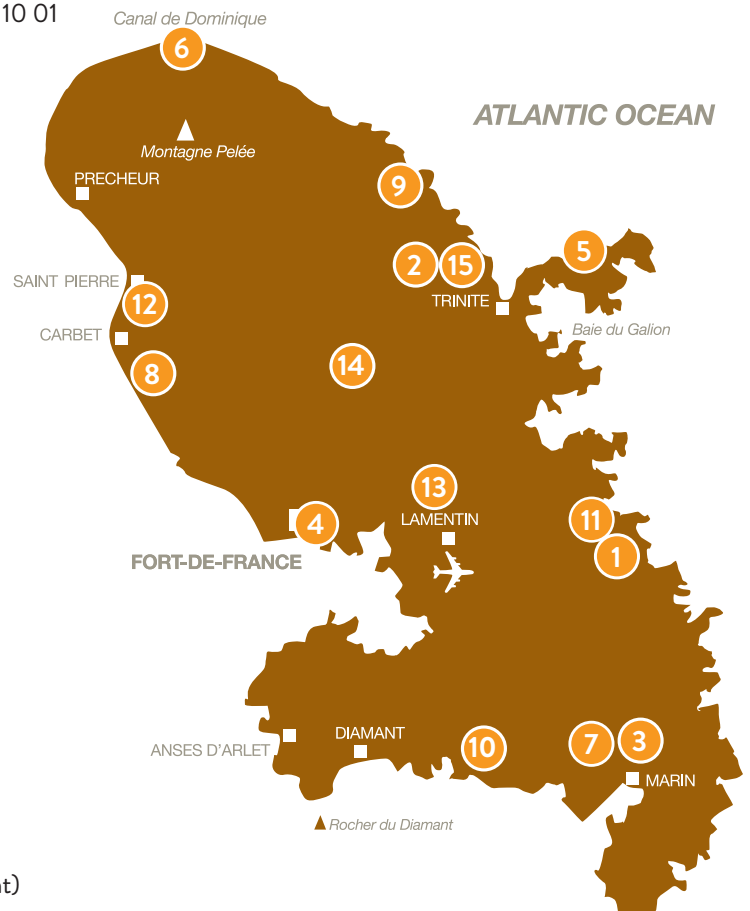 10 01
Canal de Dominique
6
ATLANTIC OCEAN
Montagne Pelée
PRECHEUR
9
5
2
15
SAINT PIERRE
12
TRINITE
Baie du Galion
CARBET
8
14
13
LAMENTIN
11
4
1
FORT-DE-FRANCE
DIAMANT
ANSES D'ARLET
10
7
3
MARIN
Rocher du Diamant
t)